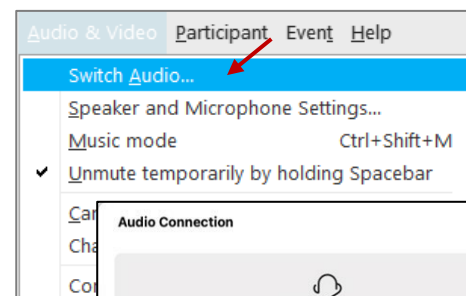 Audio & Video Participant Event Help
Switch Audio...
Speaker and Microphone Settings...
Music mode Ctrl+Shift+M
Unmute temporarily by holding Spacebar
Audio Connection